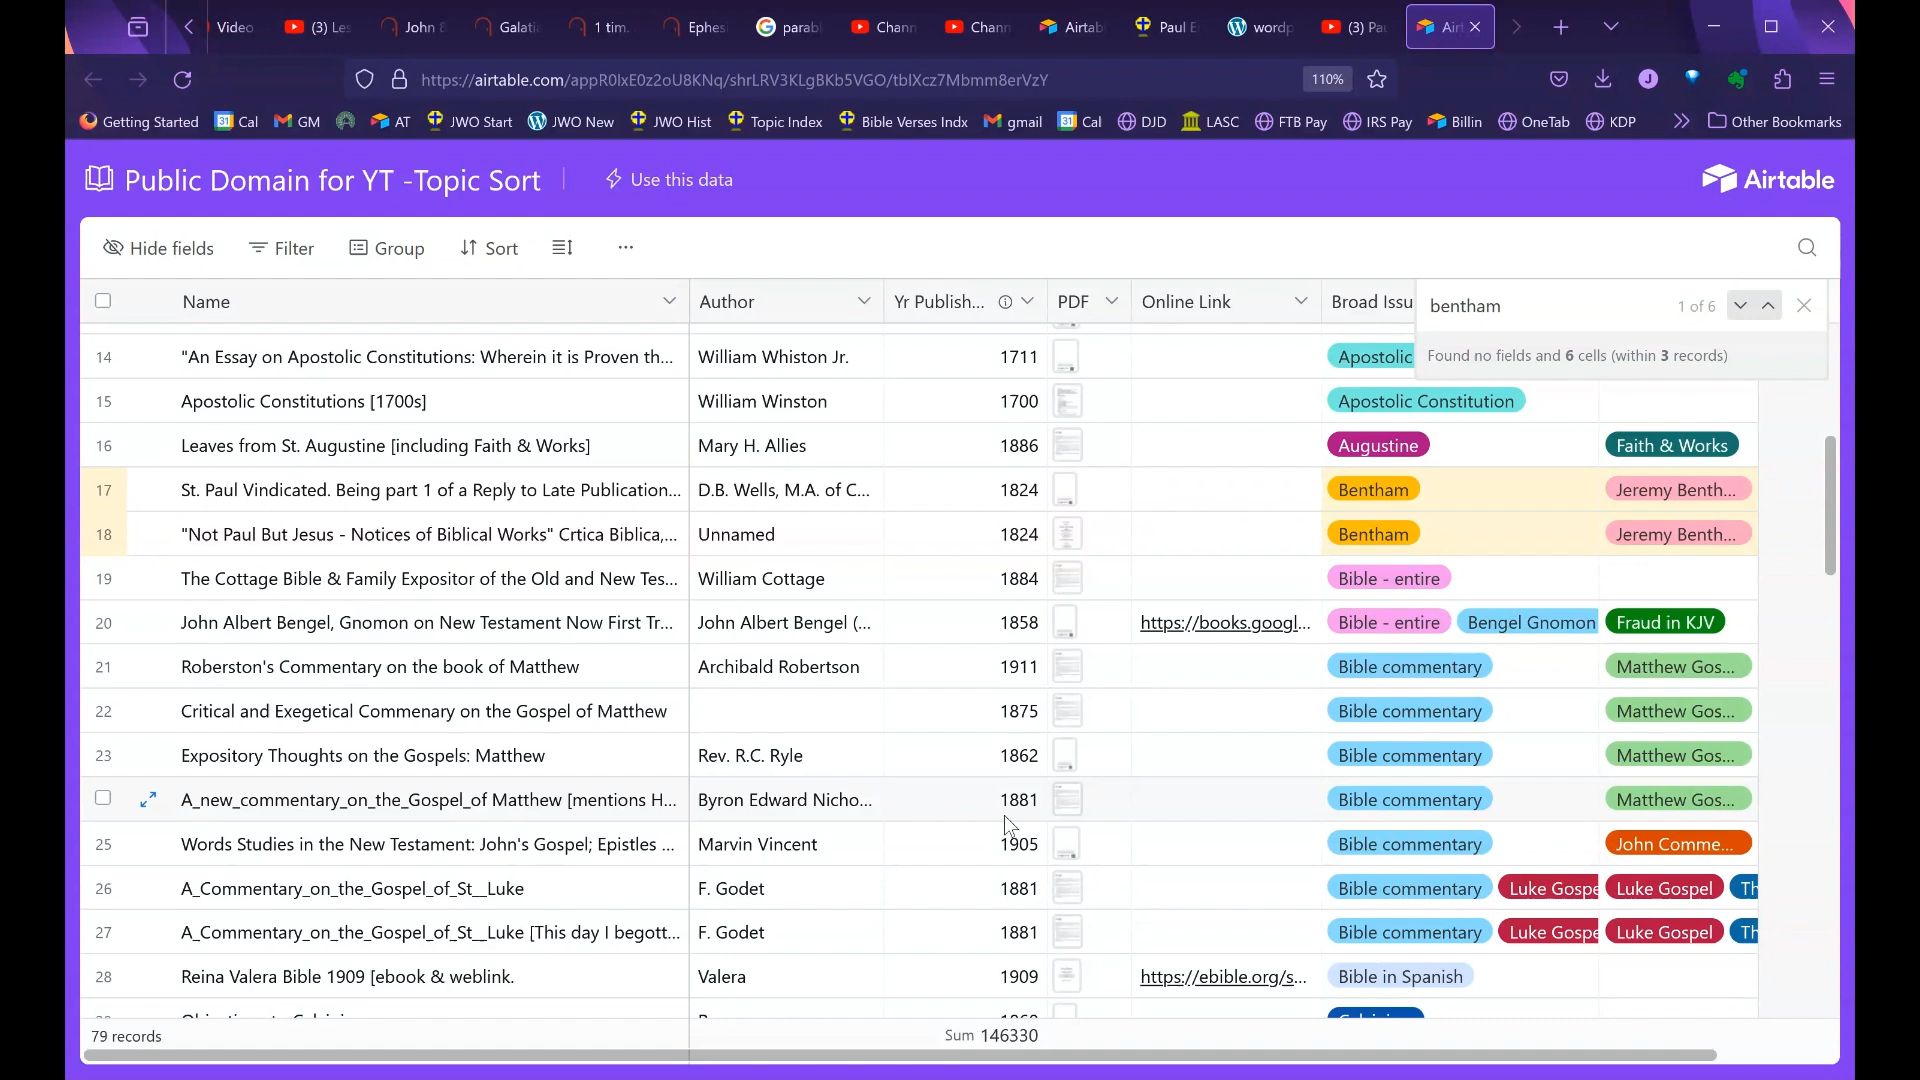 Video (3) Les John 8 Galati 1 tim. Ephes parab Chann Chann Airtab Paul E wordp (3) Pau Airt
https://airtable.com/appR0lxE0z2oU8KNq/shrLRV3KLgBKb5VGO/tblXcz7Mbmm8erVzY 110% J
Getting Started 31 Cal GM AT JWO Start JWO New JWO Hist Topic Index Bible Verses Indx gmail 31 Cal DJD LASC FTB Pay IRS Pay Billin OneTab KDP Other Bookmarks
Public Domain for YT -Topic Sort Use this data Airtable
Hide fields Filter Group Sort ...
Name Author Yr Publish... PDF Online Link Broad Issu bentham 1 of 6
Found no fields and 6 cells (within 3 records)
14 "An Essay on Apostolic Constitutions: Wherein it is Proven th... William Whiston Jr. 1711 Apostolic
15 Apostolic Constitutions [1700s] William Winston 1700 Apostolic Constitution
16 Leaves from St. Augustine [including Faith & Works] Mary H. Allies 1886 Augustine Faith & Works
17 St. Paul Vindicated. Being part 1 of a Reply to Late Publication... D.B. Wells, M.A. of C... 1824 Bentham Jeremy Benth...
18 "Not Paul But Jesus - Notices of Biblical Works" Crtica Biblica,... Unnamed 1824 Bentham Jeremy Benth...
19 The Cottage Bible & Family Expositor of the Old and New Tes... William Cottage 1884 Bible - entire
20 John Albert Bengel, Gnomon on New Testament Now First Tr... John Albert Bengel (... 1858 https://books.googl... Bible - entire Bengel Gnomon Fraud in KJV
21 Roberston's Commentary on the book of Matthew Archibald Robertson 1911 Bible commentary Matthew Gos...
22 Critical and Exegetical Commenary on the Gospel of Matthew 1875 Bible commentary Matthew Gos...
23 Expository Thoughts on the Gospels: Matthew Rev. R.C. Ryle 1862 Bible commentary Matthew Gos...
A_new_commentary_on_the_Gospel_of Matthew [mentions H... Byron Edward Nicho... 1881 Bible commentary Matthew Gos...
25 Words Studies in the New Testament: John's Gospel; Epistles ... Marvin Vincent 1905 Bible commentary John Comme...
26 A_Commentary_on_the_Gospel_of_St__Luke F. Godet 1881 Bible commentary Luke Gospe Luke Gospel Th
27 A_Commentary_on_the_Gospel_of_St__Luke [This day I begott... F. Godet 1881 Bible commentary Luke Gospe Luke Gospel Th
28 Reina Valera Bible 1909 [ebook & weblink. Valera 1909 https://ebible.org/s... Bible in Spanish
79 records Sum 146330